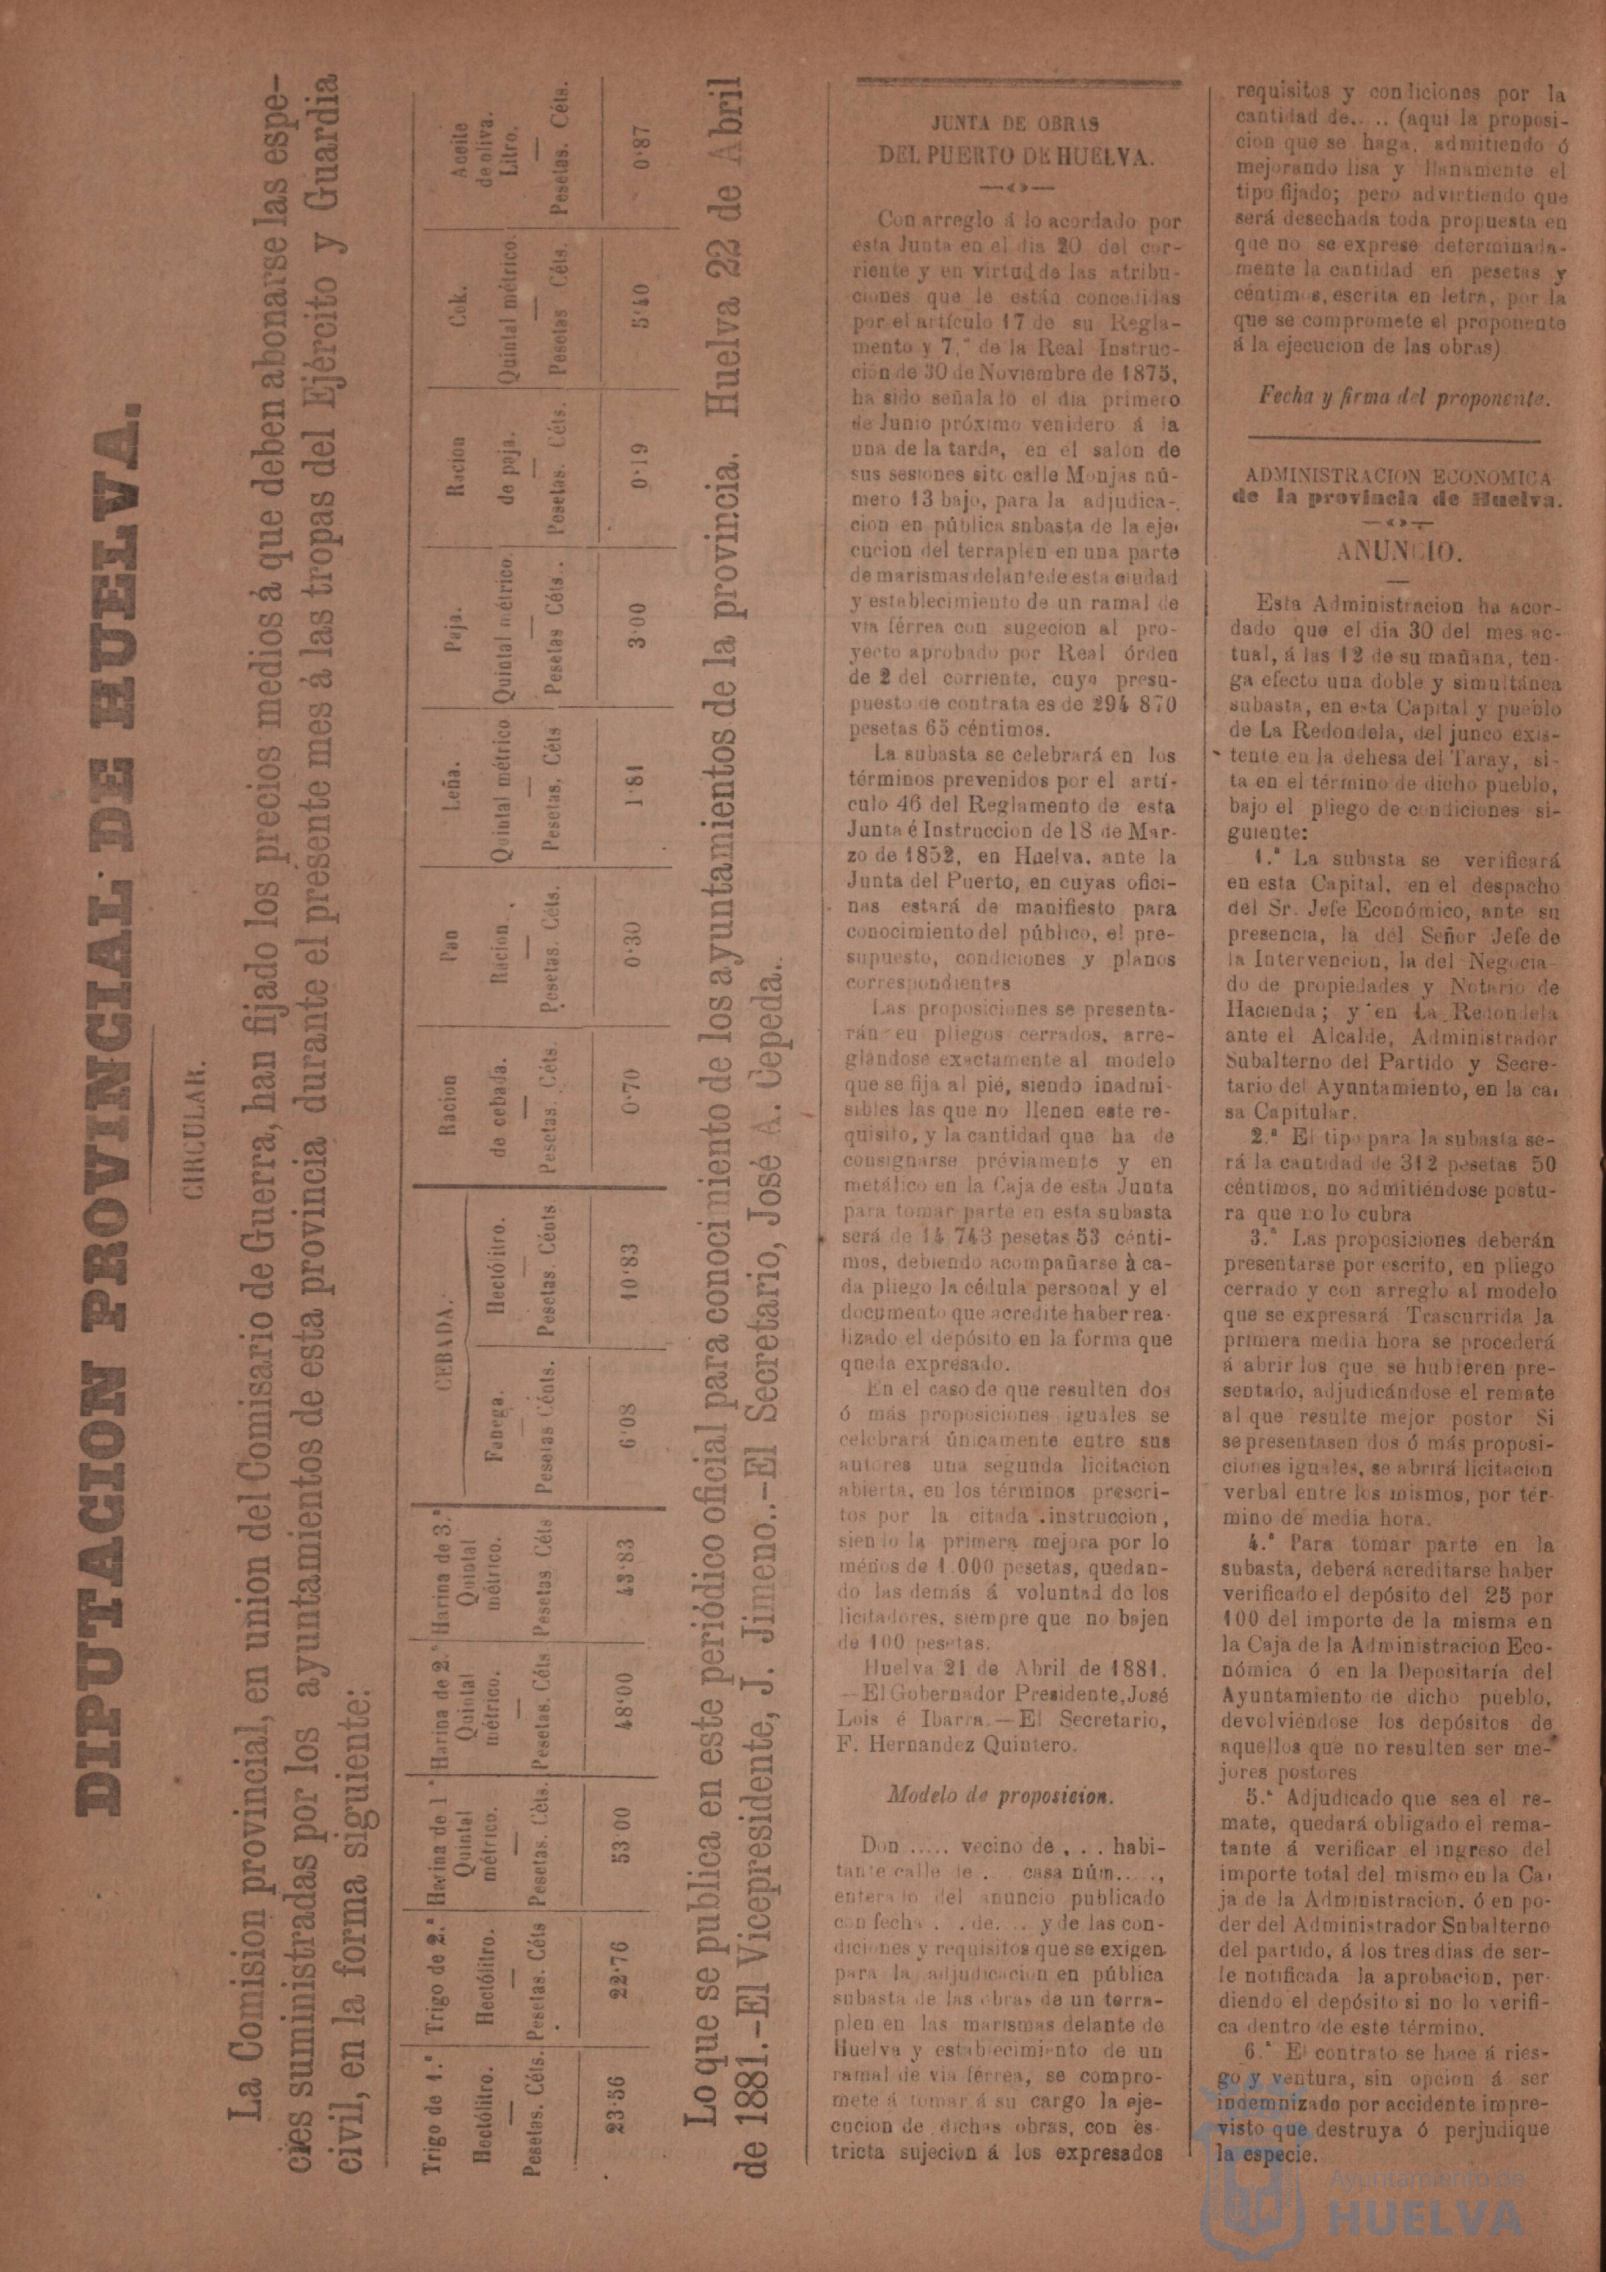 DIPUTACION PROVINCIAL DE HUELVA.
CIRCULAR.
La Comision provincial, en union del Comisario de Guerra, han fijado los precios medios á que deben abonarse las espe-
cies suministradas por los ayuntamientos de esta provincia durante el presente mes á las tropas del Ejército y Guardia
civil, en la forma siguiente:
Trigo de 1.ª Hectólitro. Pesetas. Céts. 23·56
Trigo de 2.ª Hectólitro. Pesetas. Céts 22·76
Harina de 1.ª Quintal métrico. Pesetas. Céts. 53 00
Harina de 2.ª Quintal métrico. Pesetas. Céts 48·00
Harina de 3.ª Quintal métrico. Pesetas Céts 43·83
CEBADA.
Fanega. Pesetas Cénts. 6·08
Hectólitro. Pesetas. Cénts 10·83
Racion de cebada. Pesetas. Céts. 0·70
Pan Racion. Pesetas. Céts. 0·30
Leña. Quintal métrico Pesetas. Céts 1·81
Paja. Quintal métrico Pesetas Céts.. 3·00
Racion de paja. Pesetas. Céts. 0·19
Cok. Quintal métrico. Pesetas Céts. 5·40
Aceite de oliva. Litro. Pesetas. Céts. 0·87
Lo que se publica en este periódico oficial para conocimiento de los ayuntamientos de la provincia. Huelva 22 de Abril
de 1881.-El Vicepresidente, J. Jimeno..-El Secretario, José A. Cepeda.
JUNTA DE OBRAS
DEL PUERTO DE HUELVA.
Con arreglo á lo acordado por
esta Junta en el dia 20 del cor-
riente y en virtud de las atribu-
ciones que le están concedidas
por el artículo 17 de su Regla-
mento y 7.º de la Real Instruc-
ción de 30 de Noviembre de 1875,
ha sido señalalo el dia primero
de Junio próximo venidero á la
una de la tarde, en el salon de
sus sesiones sito calle Monjas nú-
mero 13 bajo, para la adjudica-
cion en pública snbasta de la eje-
cucion del terraplen en una parte
de marismas delante de esta ciudad
y establecimiento de un ramal de
via férrea con sugecion al pro-
yecto aprobado por Real órden
de 2 del corriente, cuyo presu-
puesto de contrata es de 294 870
pesetas 65 céntimos.
La subasta se celebrará en los
términos prevenidos por el artí-
culo 46 del Reglamento de esta
Junta é Instruccion de 18 de Mar-
zo de 1852, en Huelva, ante la
Junta del Puerto, en cuyas ofici-
nas estará de manifiesto para
conocimiento del público, el pre-
supuesto, condiciones y planos
correspondientes
Las proposiciones se presenta-
rán eu pliegos cerrados, arre-
glándose exactamente al modelo
que se fija al pié, siendo inadmi-
sibles las que no llenen este re-
quisito, y la cantidad que ha de
consignarse préviamente y en
metálico en la Caja de esta Junta
para tomar parte en esta subasta
será de 14 743 pesetas 53 cénti-
mos, debiendo acompañarse à ca-
da pliego la cédula personal y el
documento que acredite haber rea-
lizado el depósito en la forma que
queda expresado.
En el caso de que resulten dos
ó más proposiciones iguales se
celebrará únicamente entre sus
autores una segunda licitacion
abierta, en los términos prescri-
tos por la citada instruccion,
siendo la primera mejora por lo
ménos de 1.000 pesetas, quedan-
do las demás á voluntad de los
licitadores, siempre que no bajen
de 100 pesetas.
Huelva 21 de Abril de 1881.
—El Gobernador Presidente, José
Lois é Ibarra.—El Secretario,
F. Hernandez Quintero.
Modelo de proposicion.
Don ..... vecino de . . . habi-
tante calle de . . casa núm.. . .,
enteralo del anuncio publicado
con fecha . . .de. . . . y de las con-
diciones y requisitos que se exigen
para la adjudicacion en pública
subasta de las obras de un terra-
plen en las marismas delante de
Huelva y establecimiento de un
ramal de via férrea, se compro-
mete á tomar á su cargo la eje-
cucion de dichas obras, con es-
tricta sujecion á los expresados
requisitos y condiciones por la
cantidad de. . .. (aquí la proposi-
cion que se haga, admitiendo ó
mejorando lisa y llanamente el
tipo fijado; pero advirtiendo que
será desechada toda propuesta en
que no se exprese determinada-
mente la cantidad en pesetas y
céntimos, escrita en letra, por la
que se compromete el proponente
á la ejecucion de las obras)
Fecha y firma del proponente.
ADMINISTRACION ECONOMICA
de la provincia de Huelva.
ANUNCIO.
Esta Administracion ha acor-
dado que el dia 30 del mes ac-
tual, á las 12 de su mañana, ten-
ga efecto una doble y simultánea
subasta, en esta Capital y pueblo
de La Redondela, del junco exis-
tente en la dehesa del Taray, si-
ta en el término de dicho pueblo,
bajo el pliego de condiciones si-
guiente:
1.ª La subasta se verificará
en esta Capital, en el despacho
del Sr. Jefe Económico, ante su
presencia, la del Señor Jefe de
la Intervencion, la del Negocia-
do de propiedades y Notario de
Hacienda; y en La Redondela
ante el Alcalde, Administrador
Subalterno del Partido y Secre-
tario del Ayuntamiento, en la ca-
sa Capitular.
2.ª El tipo para la subasta se-
rá la cantidad de 312 pesetas 50
céntimos, no admitiéndose postu-
ra que no lo cubra
3.ª Las proposiciones deberán
presentarse por escrito, en pliego
cerrado y con arreglo al modelo
que se expresará Trascurrida la
primera media hora se procederá
á abrir los que se hubieren pre-
sentado, adjudicándose el remate
al que resulte mejor postor Si
se presentasen dos ó más proposi-
ciones iguales, se abrirá licitacion
verbal entre los mismos, por tér-
mino de media hora.
4.ª Para tomar parte en la
subasta, deberá acreditarse haber
verificado el depósito del 25 por
100 del importe de la misma en
la Caja de la Administracion Eco-
nómica ó en la Depositaría del
Ayuntamiento de dicho pueblo,
devolviéndose los depósitos de
aquellos que no resulten ser me-
jores postores
5.ª Adjudicado que sea el re-
mate, quedará obligado el rema-
tante á verificar el ingreso del
importe total del mismo en la Ca-
ja de la Administracion, ó en po-
der del Administrador Snbalterno
del partido, á los tres dias de ser-
le notificada la aprobacion, per-
diendo el depósito si no lo verifi-
ca dentro de este término.
6.ª El contrato se hace á ries-
go y ventura, sin opcion á ser
indemnizado por accidente impre-
visto que destruya ó perjudique
la especie.
Ayuntamiento de
HUELVA